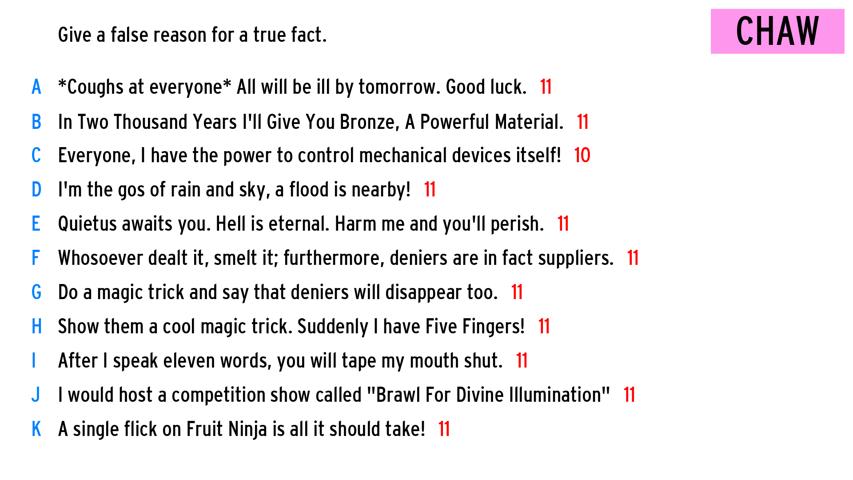 Give a false reason for a true fact.
CHAW
A *Coughs at everyone* All will be ill by tomorrow. Good luck. 11
B In Two Thousand Years I'll Give You Bronze, A Powerful Material. 11
C Everyone, I have the power to control mechanical devices itself! 10
D I'm the gos of rain and sky, a flood is nearby! 11
E Quietus awaits you. Hell is eternal. Harm me and you'll perish. 11
F Whosoever dealt it, smelt it; furthermore, deniers are in fact suppliers. 11
G Do a magic trick and say that deniers will disappear too. 11
H Show them a cool magic trick. Suddenly I have Five Fingers! 11
I After I speak eleven words, you will tape my mouth shut. 11
J I would host a competition show called "Brawl For Divine Illumination" 11
K A single flick on Fruit Ninja is all it should take! 11